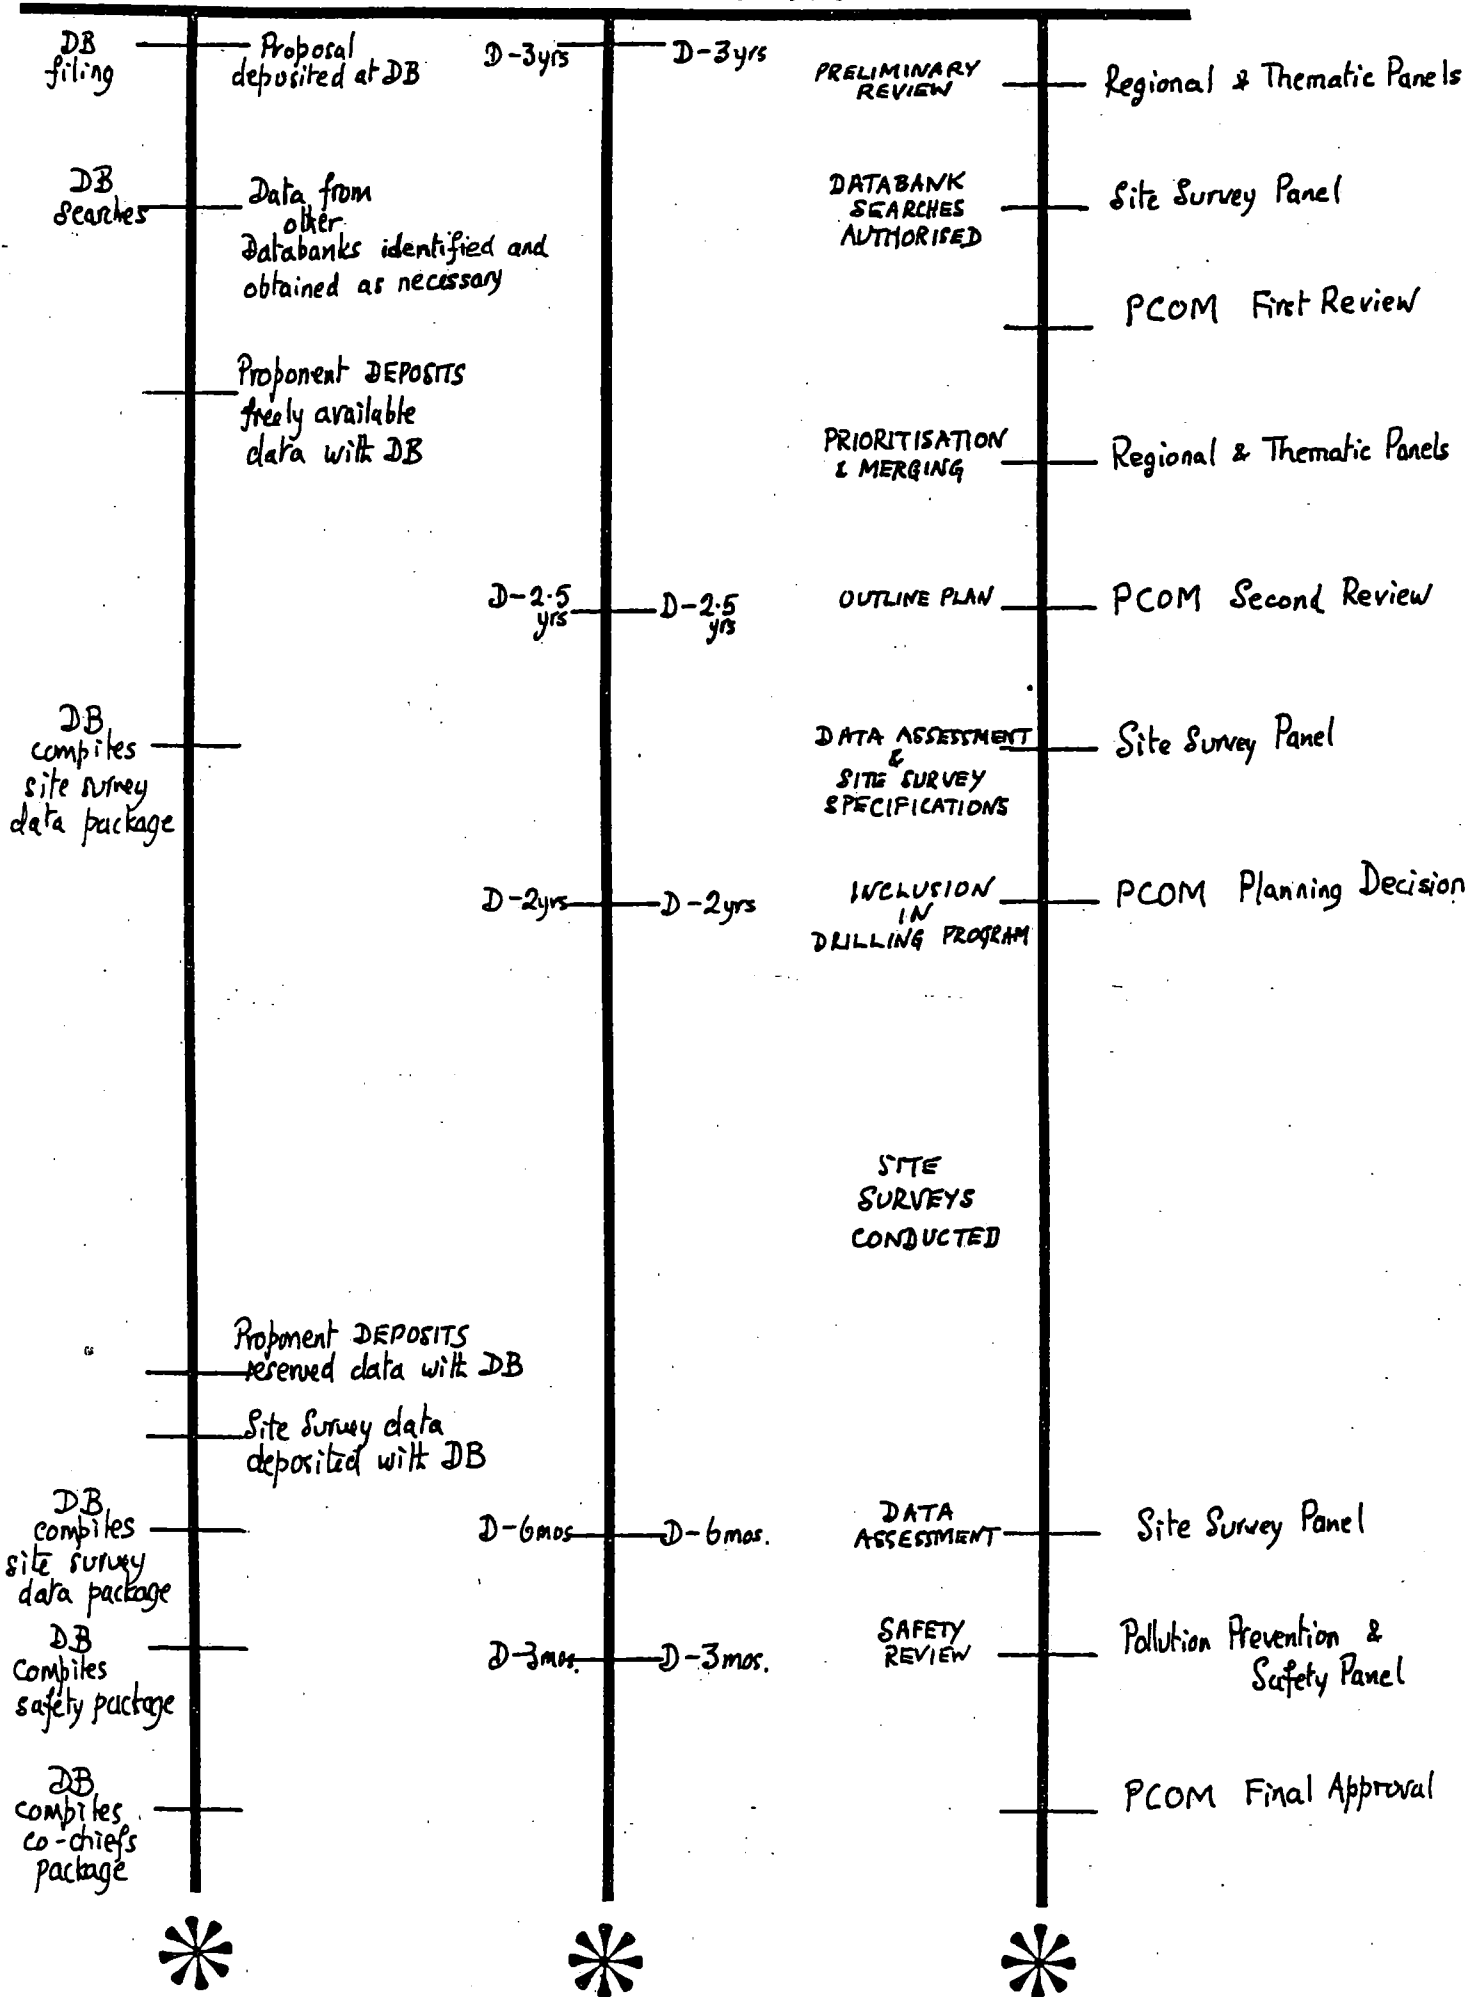 DB
filing
Proposal
deposited at DB
DB
searches
Data from
other
Databanks identified and
obtained as necessary
Proponent DEPOSITS
freely available
data with DB
DB
compiles
site survey
data package
Proponent DEPOSITS
reserved data with DB
Site Survey data
deposited with DB
DB
compiles
site survey
data package
DB
compiles
safety package
DB
compiles
co-chiefs
package
D-3yrs D-3yrs
D-2.5 D-2.5
yrs yrs
D-2yrs D-2yrs
D-6mos D-6mos.
D-3mos. D-3mos.
PRELIMINARY
REVIEW
Regional & Thematic Panels
DATABANK
SEARCHES
AUTHORISED
Site Survey Panel
PCOM First Review
PRIORITISATION
& MERGING
Regional & Thematic Panels
OUTLINE PLAN
PCOM Second Review
DATA ASSESSMENT
&
SITE SURVEY
SPECIFICATIONS
Site Survey Panel
INCLUSION
IN
DRILLING PROGRAM
PCOM Planning Decision
SITE
SURVEYS
CONDUCTED
DATA
ASSESSMENT
Site Survey Panel
SAFETY
REVIEW
Pollution Prevention &
Safety Panel
PCOM Final Approval